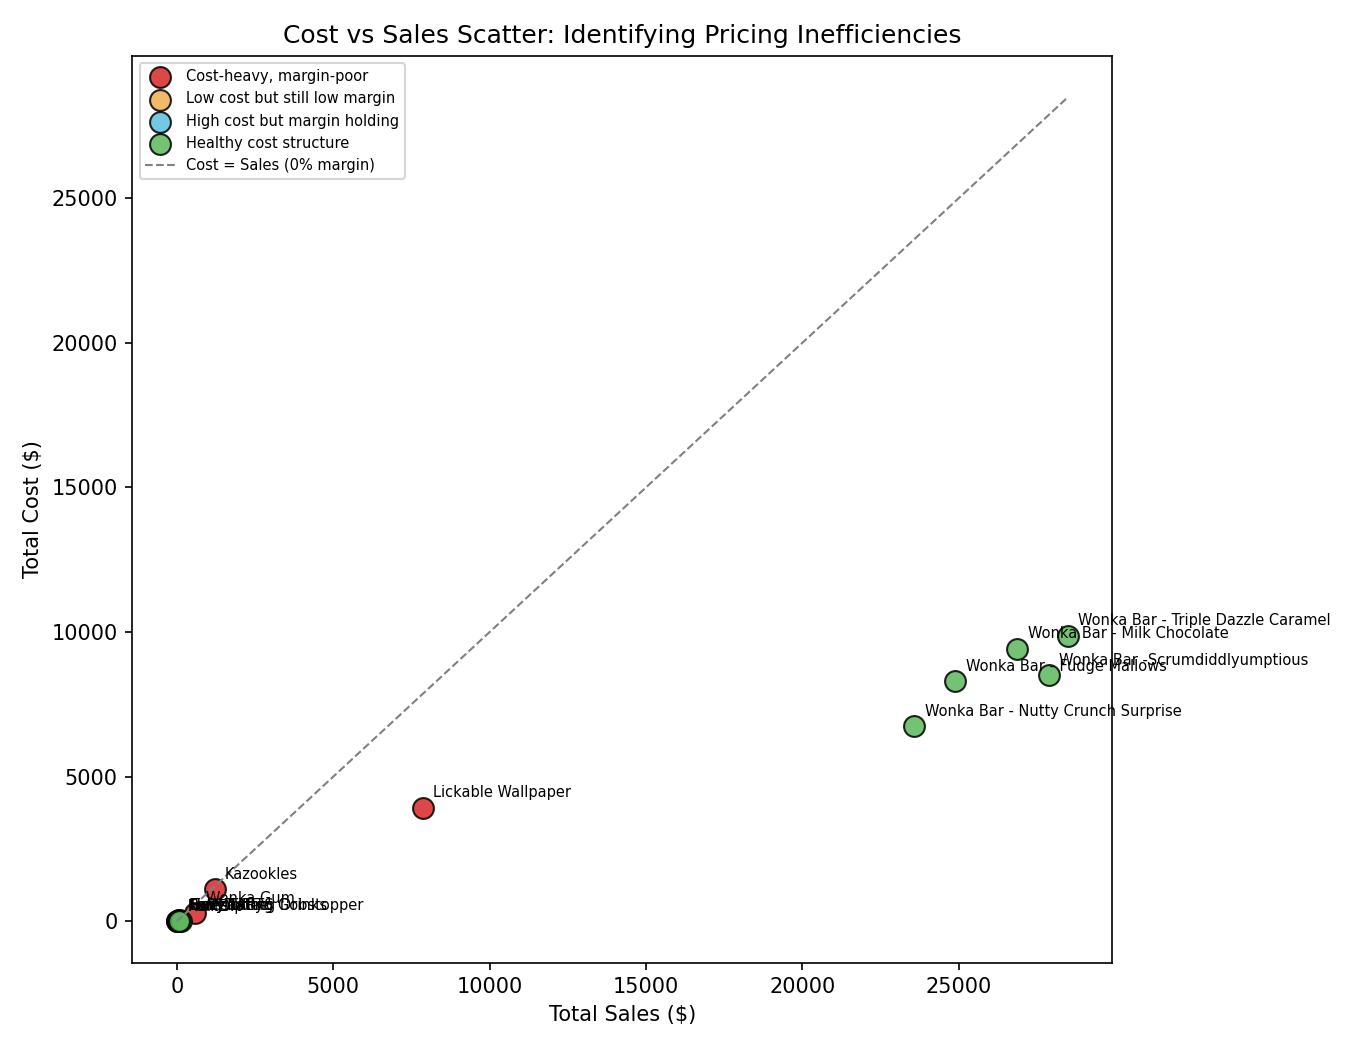 Cost vs Sales Scatter: Identifying Pricing Inefficiencies
Cost-heavy, margin-poor
Low cost but still low margin
High cost but margin holding
Healthy cost structure
Cost = Sales (0% margin)
Total Cost ($)
25000
20000
15000
10000
5000
0
Wonka Bar - Triple Dazzle Caramel
Wonka Bar - Milk Chocolate
Wonka Bar -Scrumdiddlyumptious
Wonka Bar - Fudge Mallows
Wonka Bar - Nutty Crunch Surprise
Lickable Wallpaper
Kazookles
Wonka Gum
0
5000
10000
15000
20000
25000
Total Sales ($)